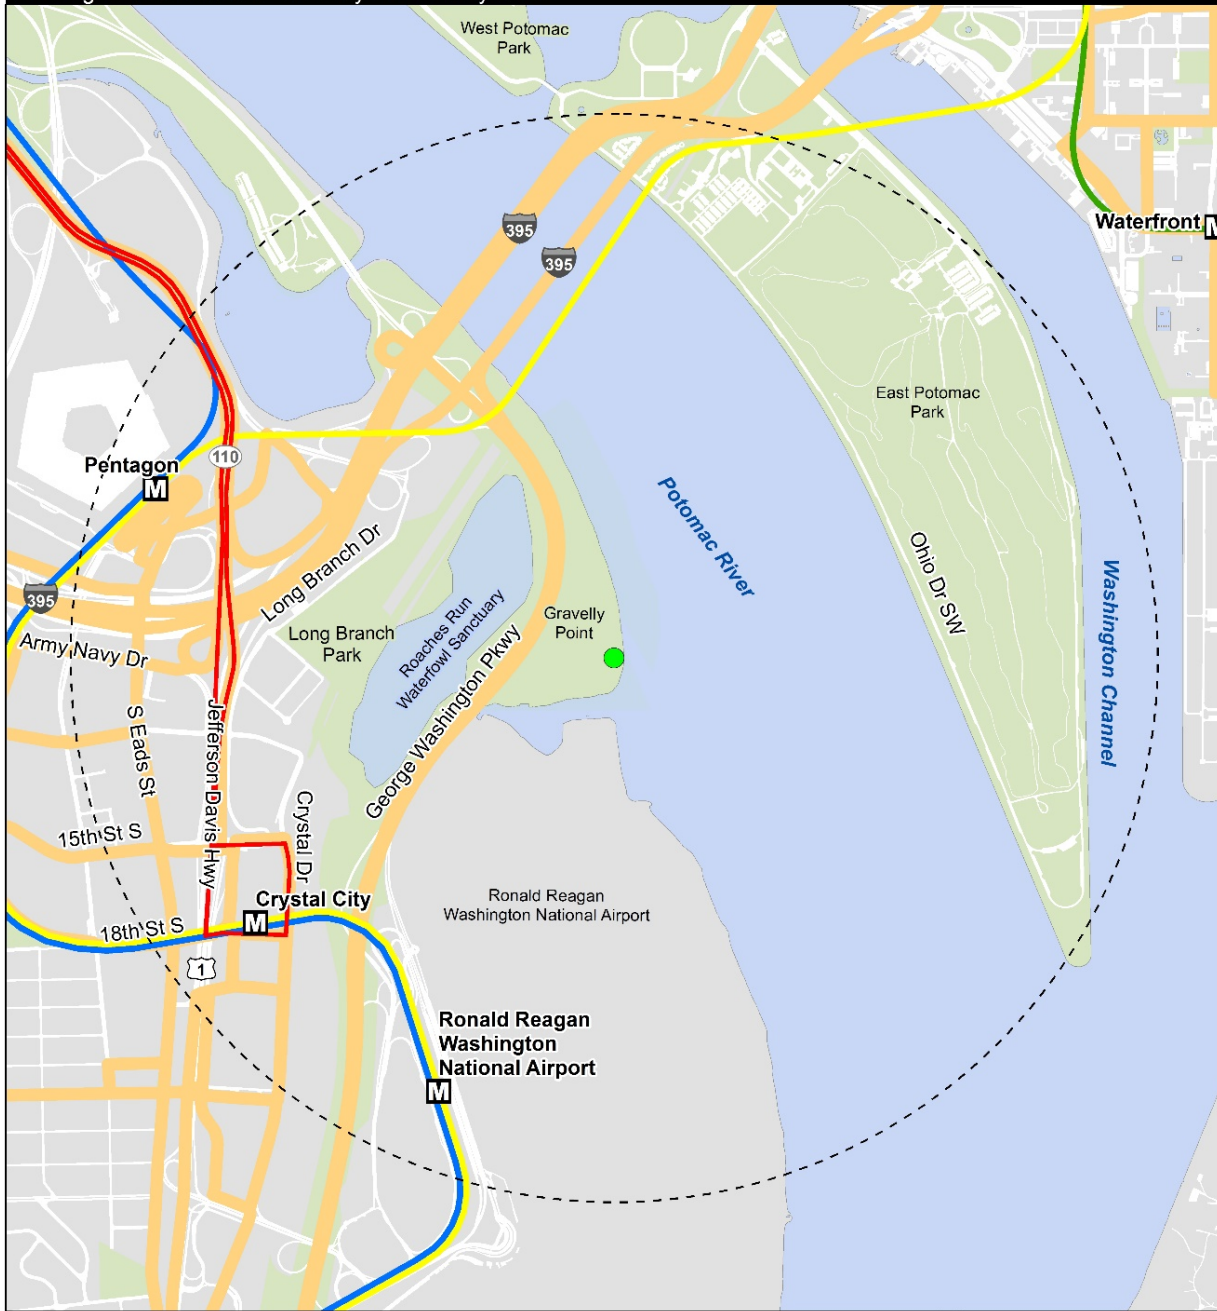 West Potomac
Park
395
395
Waterfront
East Potomac
Park
110
Pentagon
M
Potomac River
Long Branch Dr
Ohio Dr SW
Washington Channel
395
Army Navy Dr
Long Branch
Park
Roaches Run
Waterfowl Sanctuary
Gravelly
Point
George Washington Pkwy
S Eads St
Jefferson Davis Hwy
Crystal Dr
15th St S
Crystal City
M
18th St S
1
Ronald Reagan
Washington National Airport
Ronald Reagan
Washington
National Airport
M